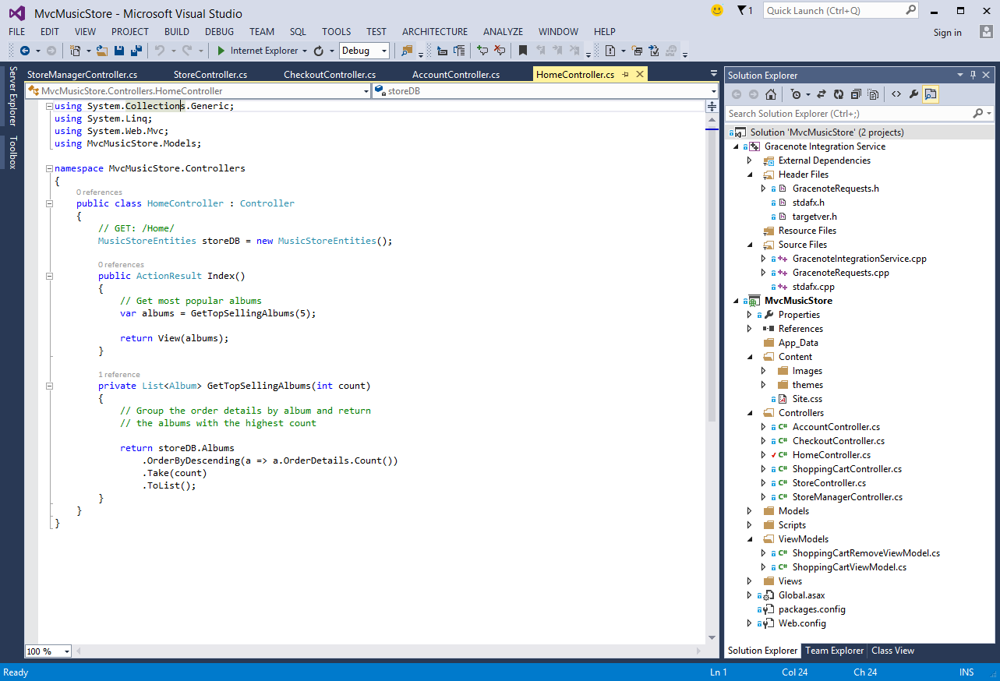 MvcMusicStore - Microsoft Visual Studio
1
Quick Launch (Ctrl+Q)
FILE EDIT VIEW PROJECT BUILD DEBUG TEAM SQL TOOLS TEST ARCHITECTURE ANALYZE WINDOW HELP
Sign in
Internet Explorer
Debug
Server Explorer
Toolbox
StoreManagerController.cs StoreController.cs CheckoutController.cs AccountController.cs HomeController.cs
MvcMusicStore.Controllers.HomeController storeDB
using System.Collections.Generic;
using System.Linq;
using System.Web.Mvc;
using MvcMusicStore.Models;
namespace MvcMusicStore.Controllers
{
0 references
public class HomeController : Controller
{
// GET: /Home/
MusicStoreEntities storeDB = new MusicStoreEntities();
0 references
public ActionResult Index()
{
// Get most popular albums
var albums = GetTopSellingAlbums(5);
return View(albums);
}
1 reference
private List<Album> GetTopSellingAlbums(int count)
{
// Group the order details by album and return
// the albums with the highest count
return storeDB.Albums
.OrderByDescending(a => a.OrderDetails.Count())
.Take(count)
.ToList();
}
}
}
100 %
Solution Explorer
Search Solution Explorer (Ctrl+;)
Solution 'MvcMusicStore' (2 projects)
Gracenote Integration Service
External Dependencies
Header Files
GracenoteRequests.h
stdafx.h
targetver.h
Resource Files
Source Files
GracenoteIntegrationService.cpp
GracenoteRequests.cpp
stdafx.cpp
MvcMusicStore
Properties
References
App_Data
Content
Images
themes
Site.css
Controllers
C# AccountController.cs
C# CheckoutController.cs
C# HomeController.cs
C# ShoppingCartController.cs
C# StoreController.cs
C# StoreManagerController.cs
Models
Scripts
ViewModels
C# ShoppingCartRemoveViewModel.cs
C# ShoppingCartViewModel.cs
Views
Global.asax
packages.config
Web.config
Solution Explorer Team Explorer Class View
Ready Ln 1 Col 24 Ch 24 INS